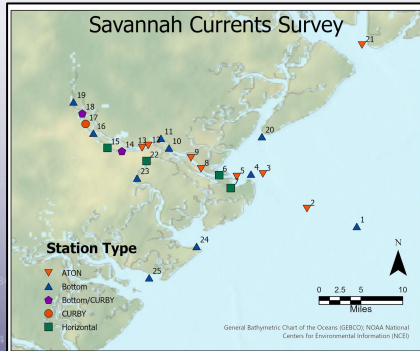 Savannah Currents Survey
21
19
18
17
16
20
11
13
12
15
14
10
9
22
8
6
5
4
3
23
7
2
1
24
25
Station Type
ATON
Bottom
Bottom/CURBY
CURBY
Horizontal
N
0 2.5 5 10
Miles
General Bathymetric Chart of the Oceans (GEBCO); NOAA National
Centers for Environmental Information (NCEI)